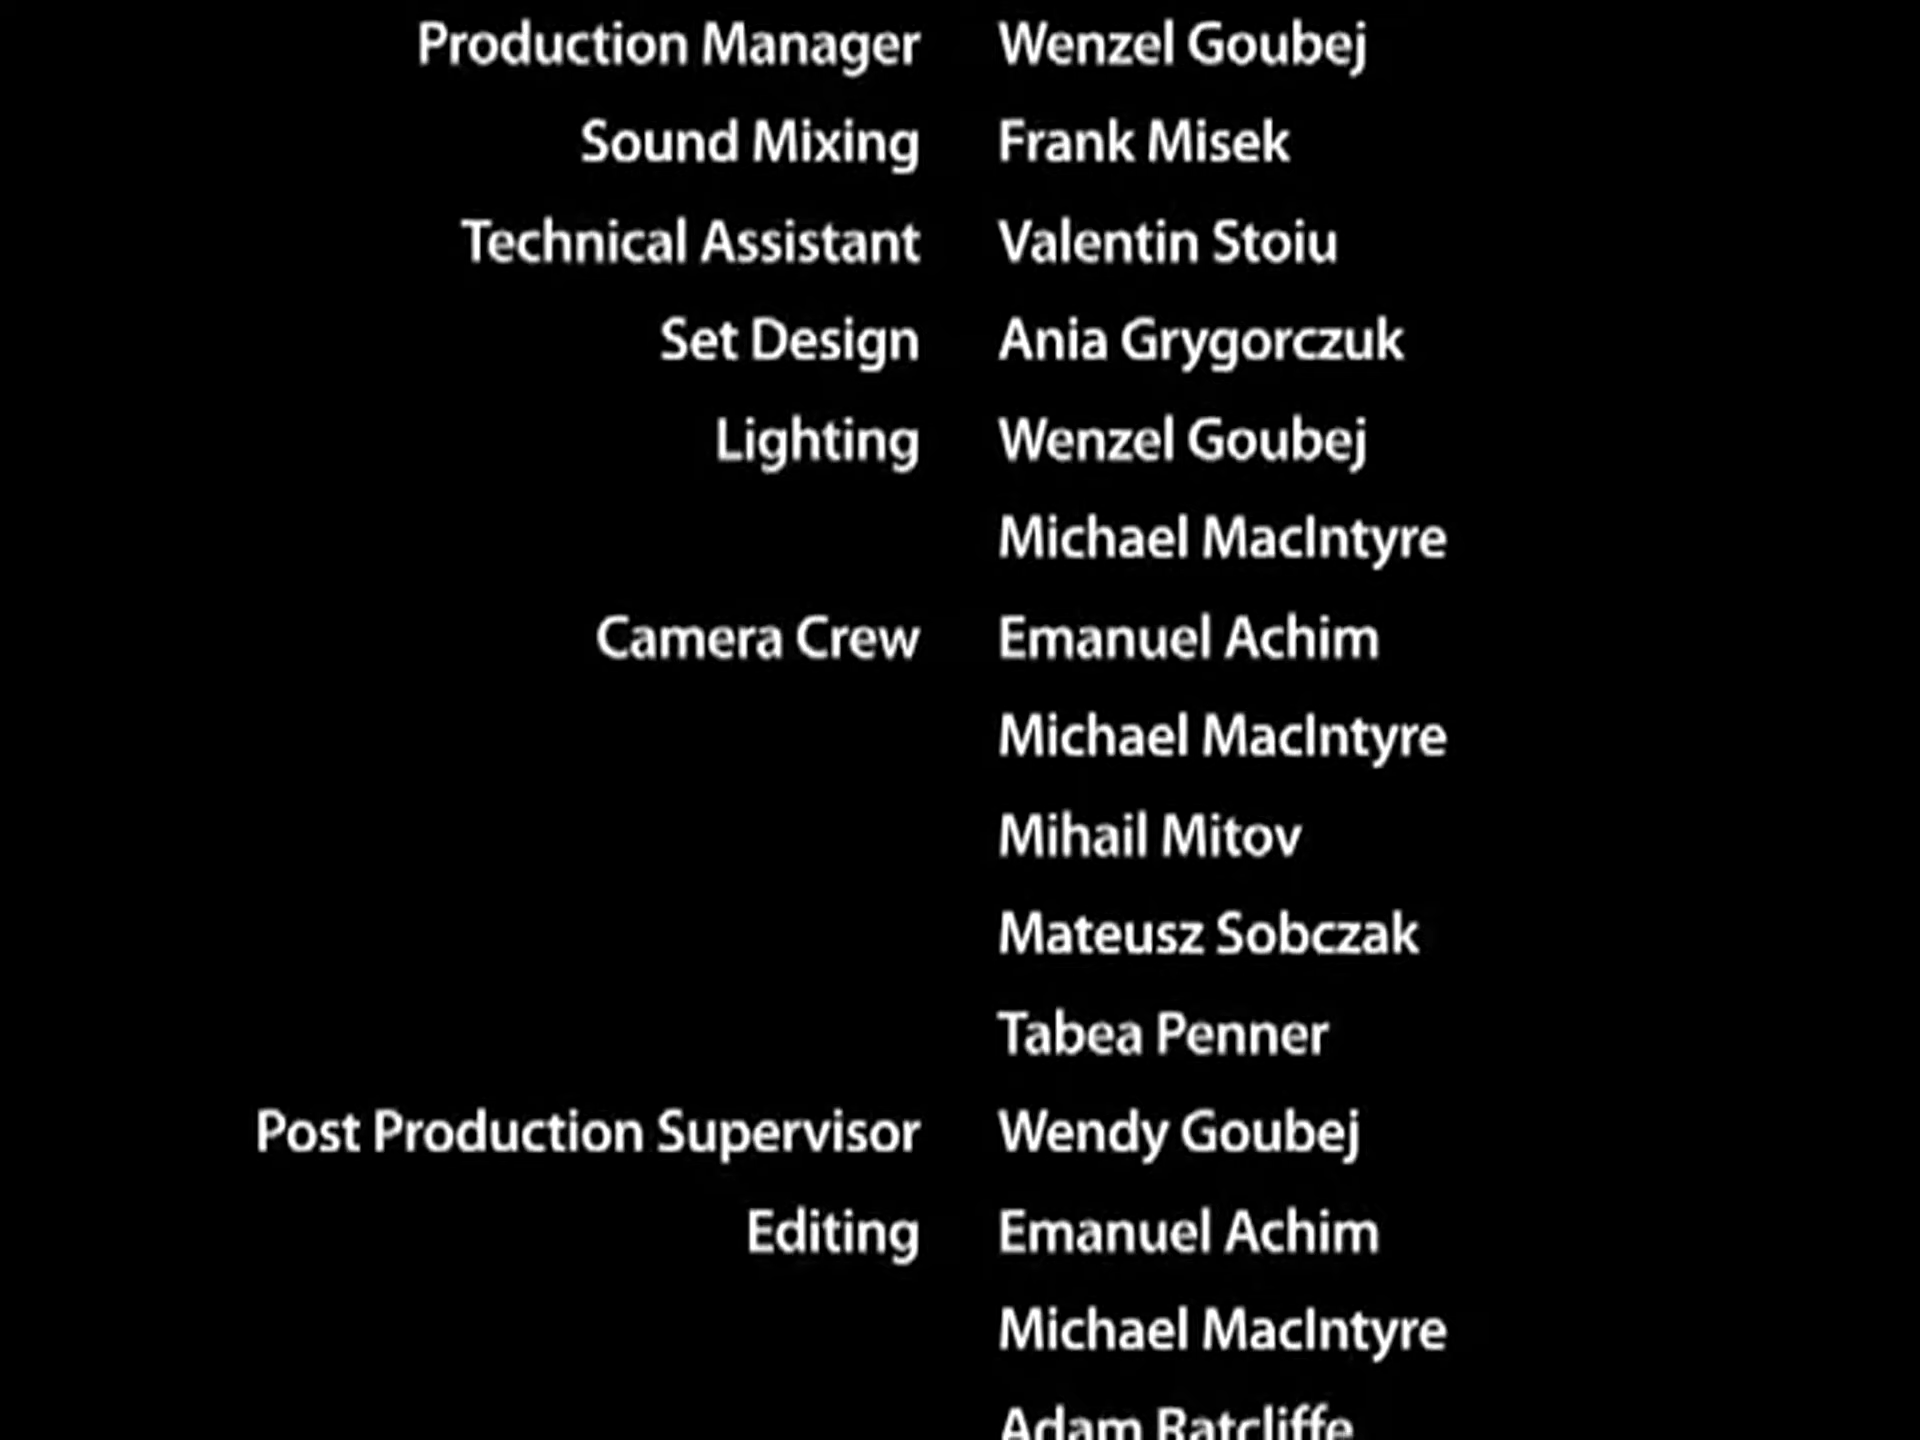 Production Manager Wenzel Goubej
Sound Mixing Frank Misek
Technical Assistant Valentin Stoiu
Set Design Ania Grygorczuk
Lighting Wenzel Goubej
Michael MacIntyre
Camera Crew Emanuel Achim
Michael MacIntyre
Mihail Mitov
Mateusz Sobczak
Tabea Penner
Post Production Supervisor Wendy Goubej
Editing Emanuel Achim
Michael MacIntyre
Adam Ratcliffe